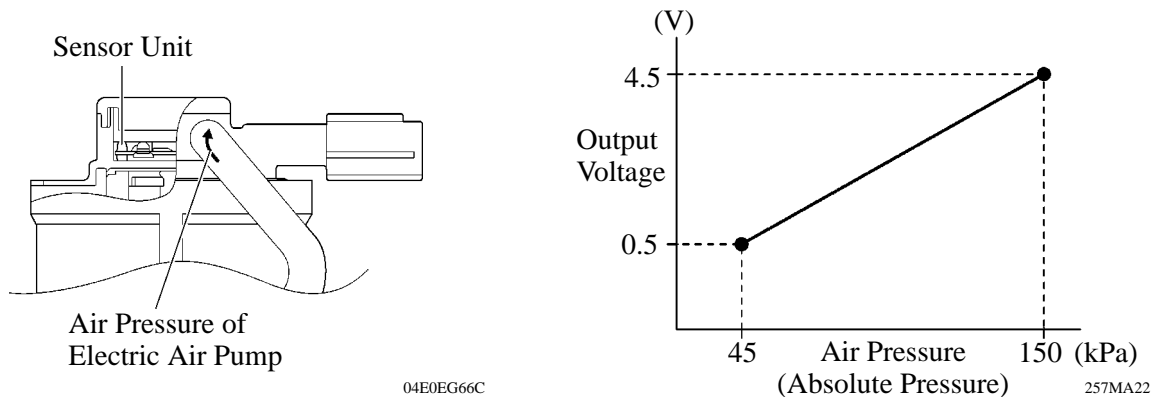 Sensor Unit
Air Pressure of
Electric Air Pump
04E0EG66C
(V)
4.5
Output
Voltage
0.5
45
Air Pressure
(Absolute Pressure)
150
(kPa)
257MA22